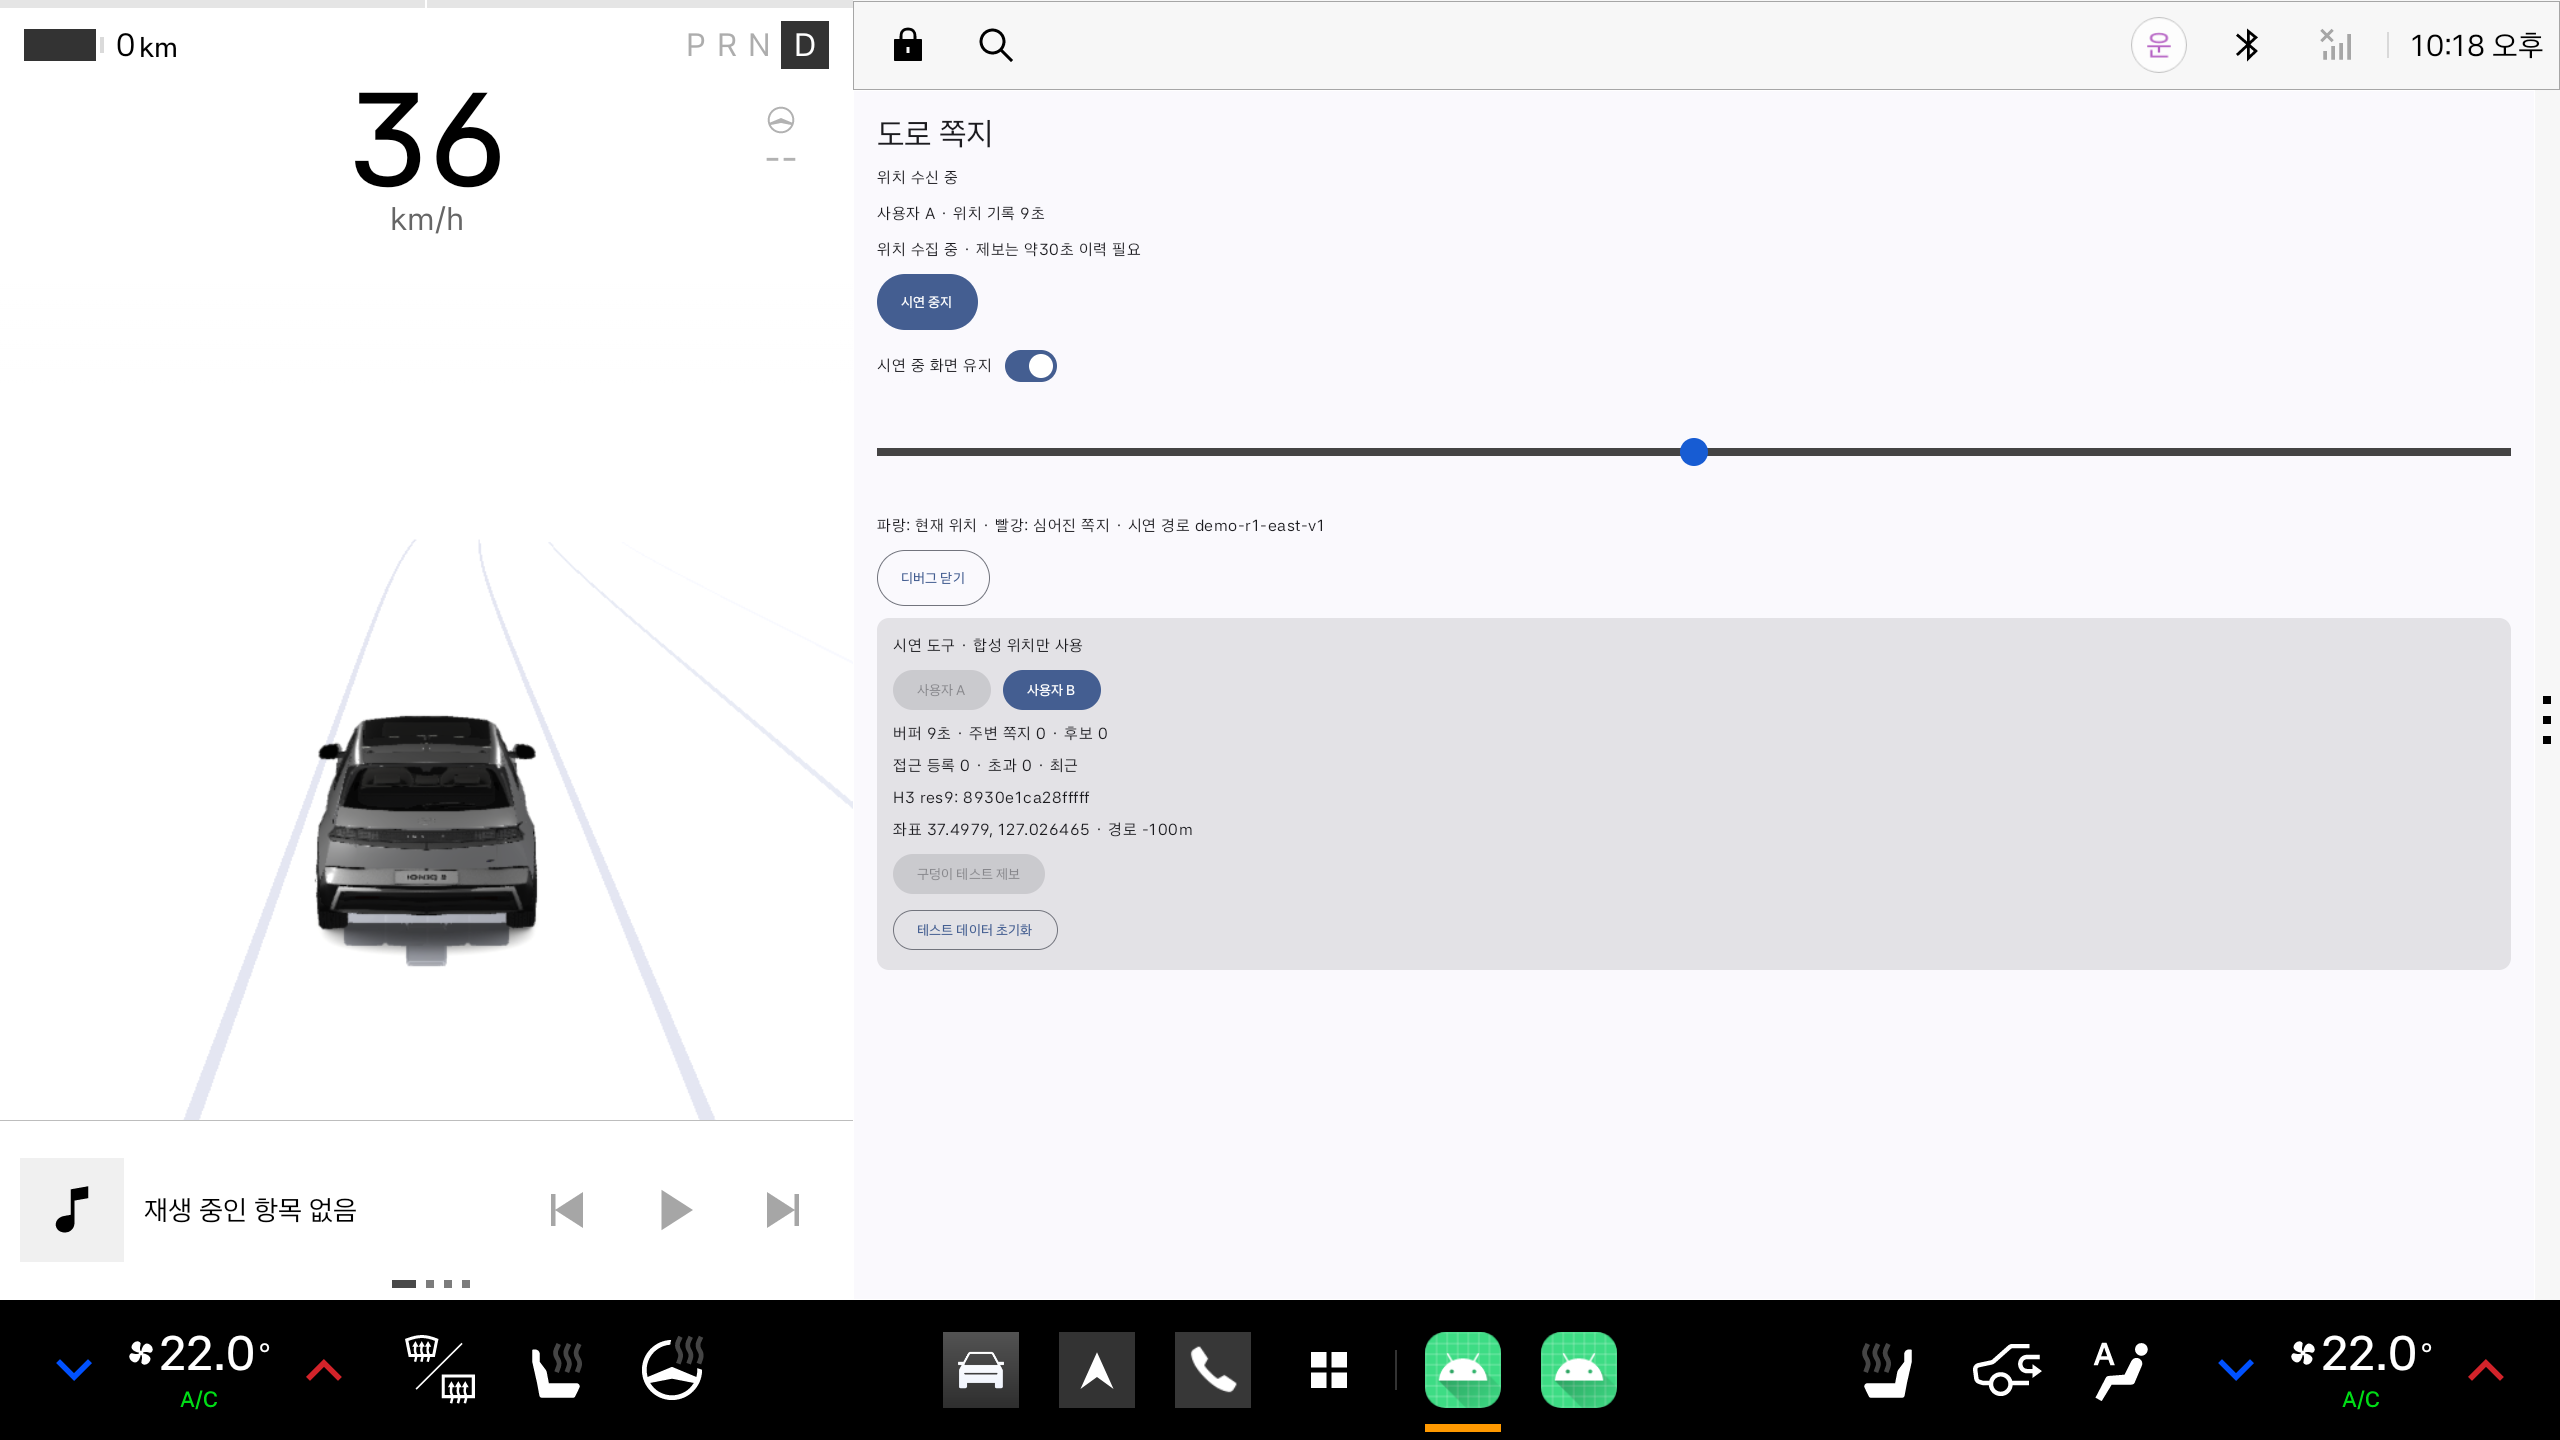 0 km
P R N D
36
km/h
--
재생 중인 항목 없음
운
10:18 오후
도로 쪽지
위치 수신 중
사용자 A · 위치 기록 9초
위치 수집 중 · 제보는 약30초 이력 필요
시연 중지
시연 중 화면 유지
파랑: 현재 위치 · 빨강: 심어진 쪽지 · 시연 경로 demo-r1-east-v1
디버그 닫기
시연 도구 · 합성 위치만 사용
사용자 A 사용자 B
버퍼 9초 · 주변 쪽지 0 · 후보 0
접근 등록 0 · 초과 0 · 최근
H3 res9: 8930e1ca28fffff
좌표 37.4979, 127.026465 · 경로 -100m
구덩이 테스트 제보
테스트 데이터 초기화
22.0°
A/C
A
22.0°
A/C